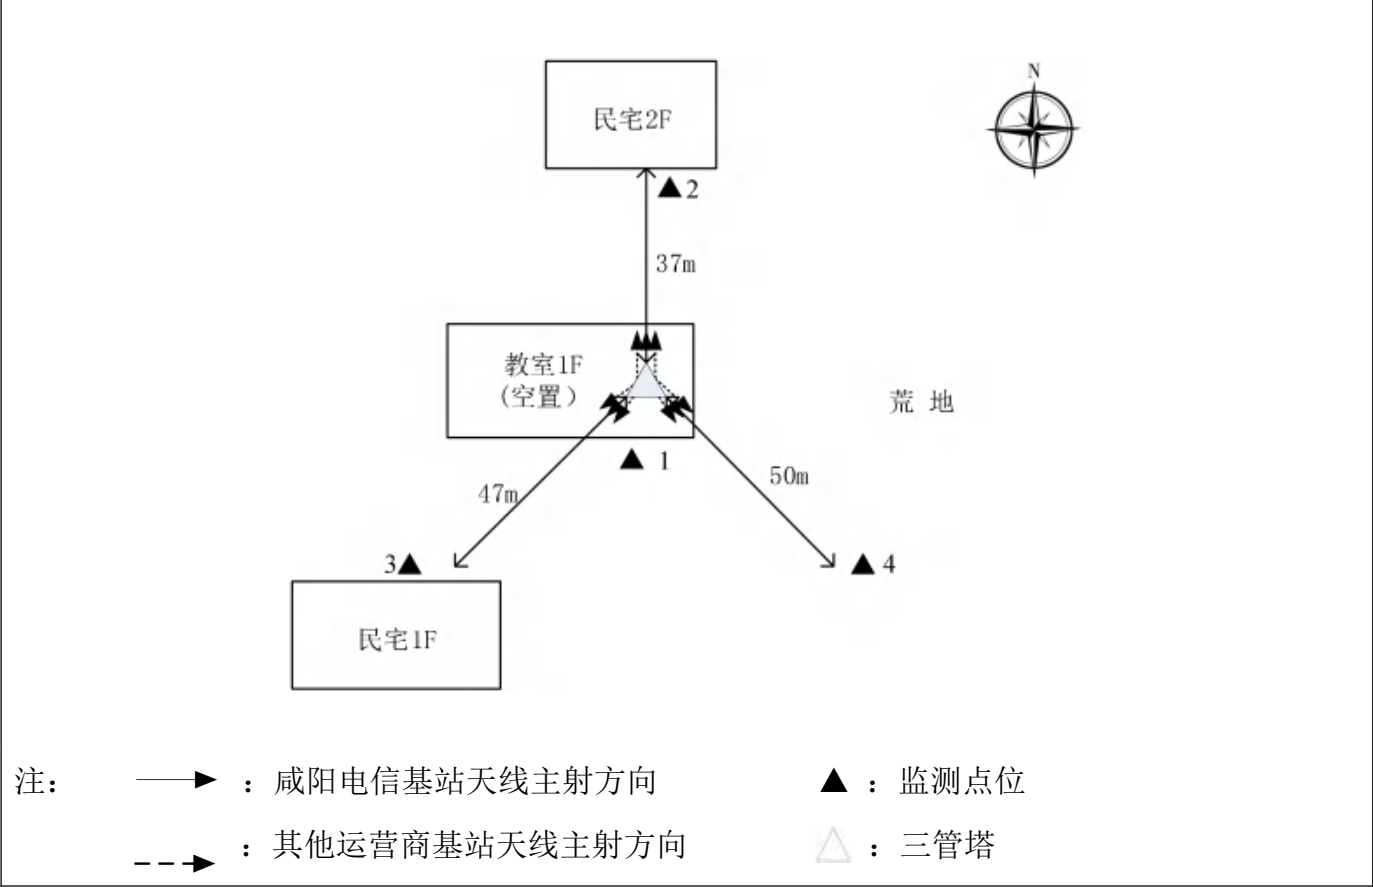 N
民宅2F
▲2
37m
教室1F
(空置）
荒 地
▲ 1
50m
47m
3▲
▲ 4
民宅1F
注： ：咸阳电信基站天线主射方向 ▲ ：监测点位
：其他运营商基站天线主射方向 △ ：三管塔